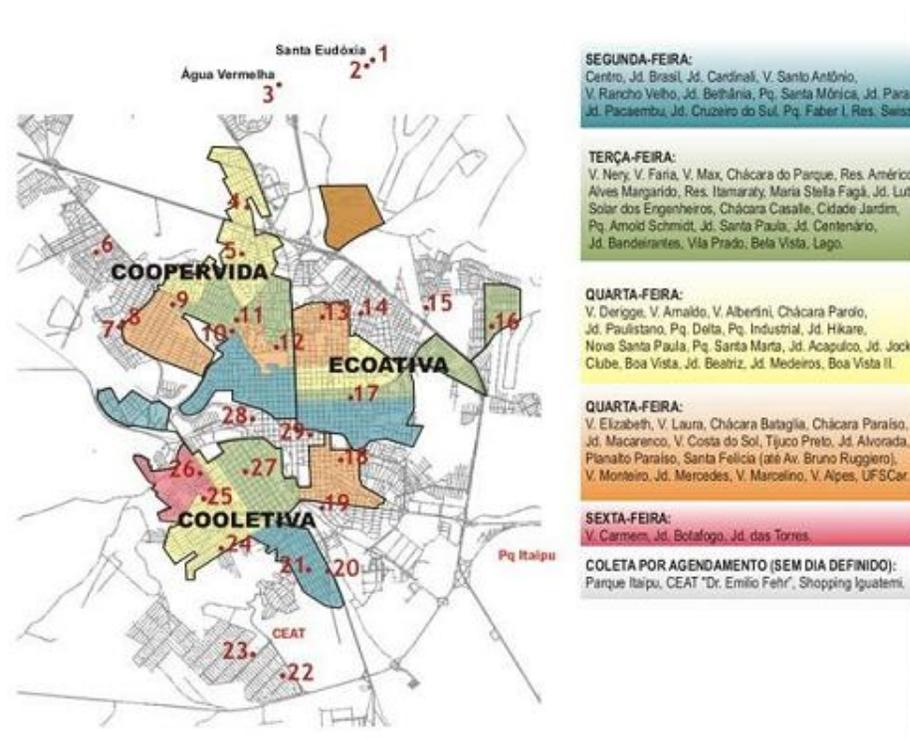 Santa Eudóxia
1
2
Água Vermelha
3
4
5
6
COOPERVIDA
7
8
9
10
11
12
13
14
15
16
ECOATIVA
17
28
29
18
26
27
25
19
COOLETIVA
24
21
20
Pq Itaipu
CEAT
23
22
SEGUNDA-FEIRA:
Centro, Jd. Brasil, Jd. Cardinali, V. Santo Antônio,
V. Rancho Velho, Jd. Bethânia, Pq. Santa Mônica, Jd. Para
Jd. Pacaembu, Jd. Cruzeiro do Sul, Pq. Faber I, Res. Swiss
TERÇA-FEIRA:
V. Nery, V. Faria, V. Max, Chácara do Parque, Res. Américo
Alves Margarido, Res. Itamaraty, Maria Stella Fagá, Jd. Lut
Solar dos Engenheiros, Chácara Casalle, Cidade Jardim,
Pq. Arnold Schmidt, Jd. Santa Paula, Jd. Centenário,
Jd. Bandeirantes, Vila Prado, Bela Vista, Lago.
QUARTA-FEIRA:
V. Derigge, V. Arnaldo, V. Albertini, Chácara Parolo,
Jd. Paulistano, Pq. Delta, Pq. Industrial, Jd. Hikare,
Nova Santa Paula, Pq. Santa Marta, Jd. Acapulco, Jd. Jock
Clube, Boa Vista, Jd. Beatriz, Jd. Medeiros, Boa Vista II.
QUARTA-FEIRA:
V. Elizabeth, V. Laura, Chácara Bataglia, Chácara Paraíso,
Jd. Macarenco, V. Costa do Sol, Tijuco Preto, Jd. Alvorada,
Planalto Paraíso, Santa Felícia (até Av. Bruno Ruggiero),
V. Monteiro, Jd. Mercedes, V. Marcelino, V. Alpes, UFSCar.
SEXTA-FEIRA:
V. Carmem, Jd. Botafogo, Jd. das Torres.
COLETA POR AGENDAMENTO (SEM DIA DEFINIDO):
Parque Itaipu, CEAT "Dr. Emilio Fehr", Shopping Iguatemi.